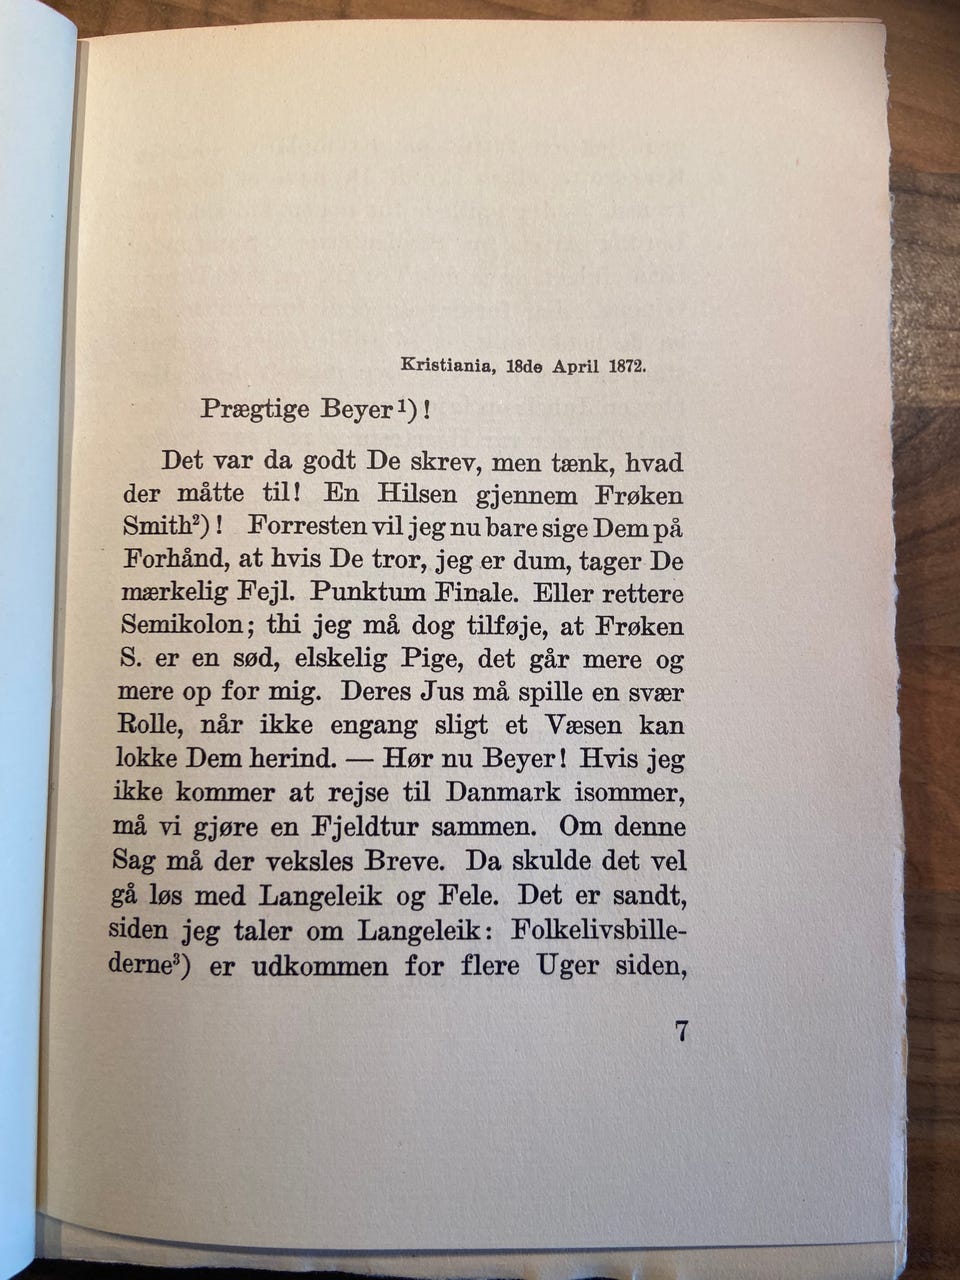 Kristiania, 18de April 1872.
Prægtige Beyer¹)!
Det var da godt De skrev, men tænk, hvad
der måtte til! En Hilsen gjennem Frøken
Smith²)! Forresten vil jeg nu bare sige Dem på
Forhånd, at hvis De tror, jeg er dum, tager De
mærkelig Fejl. Punktum Finale. Eller rettere
Semikolon; thi jeg må dog tilføje, at Frøken
S. er en sød, elskelig Pige, det går mere og
mere op for mig. Deres Jus må spille en svær
Rolle, når ikke engang sligt et Væsen kan
lokke Dem herind. — Hør nu Beyer! Hvis jeg
ikke kommer at rejse til Danmark isommer,
må vi gjøre en Fjeldtur sammen. Om denne
Sag må der veksles Breve. Da skulde det vel
gå løs med Langeleik og Fele. Det er sandt,
siden jeg taler om Langeleik: Folkelivsbille-
derne³) er udkommen for flere Uger siden,
7